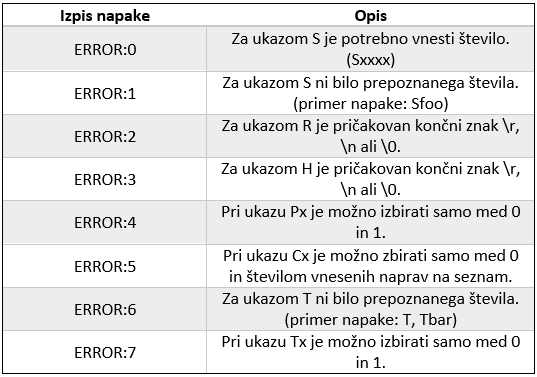 Izpis napake Opis
ERROR:0 Za ukazom S je potrebno vnesti število.
(Sxxxx)
ERROR:1 Za ukazom S ni bilo prepoznanega števila.
(primer napake: Sfoo)
ERROR:2 Za ukazom R je pričakovan končni znak \r,
\n ali \0.
ERROR:3 Za ukazom H je pričakovan končni znak \r,
\n ali \0.
ERROR:4 Pri ukazu Px je možno izbirati samo med 0
in 1.
ERROR:5 Pri ukazu Cx je možno zbirati samo med 0
in številom vnesenih naprav na seznam.
ERROR:6 Za ukazom T ni bilo prepoznanega števila.
(primer napake: T, Tbar)
ERROR:7 Pri ukazu Tx je možno izbirati samo med 0
in 1.